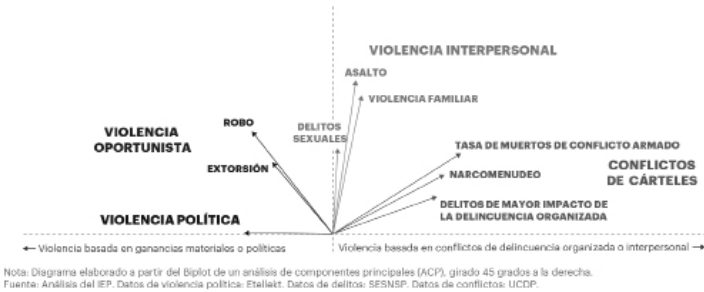 VIOLENCIA INTERPERSONAL
ASALTO
VIOLENCIA FAMILIAR
ROBO
DELITOS
SEXUALES
VIOLENCIA
OPORTUNISTA
EXTORSIÓN
TASA DE MUERTOS DE CONFLICTO ARMADO
CONFLICTOS
DE CÁRTELES
NARCOMENUDEO
DELITOS DE MAYOR IMPACTO DE
LA DELINCUENCIA ORGANIZADA
VIOLENCIA POLÍTICA
Violencia basada en ganancias materiales o políticas
Violencia basada en conflictos de delincuencia organizada o interpersonal
Nota: Diagrama elaborado a partir del Biplot de un análisis de componentes principales (ACP), girado 45 grados a la derecha.
Fuente: Análisis del IEP. Datos de violencia política: Etellekt. Datos de delitos: SESNSP. Datos de conflictos: UCDP.